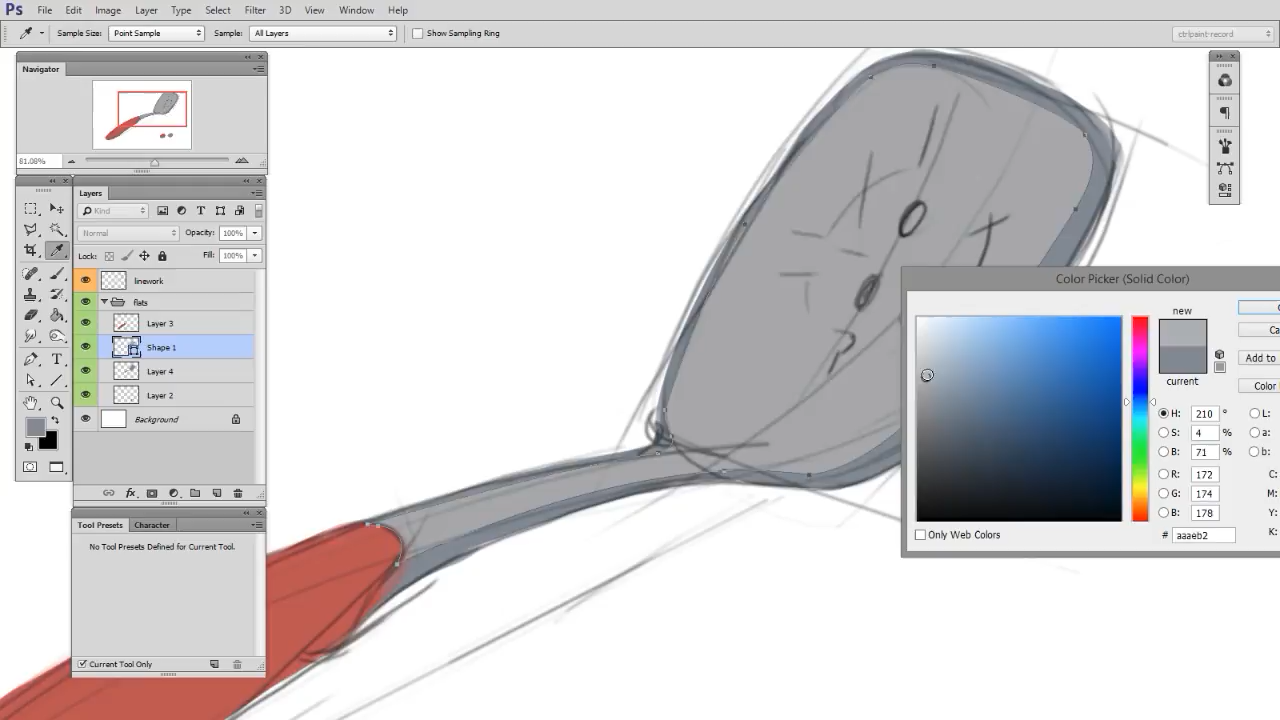 Ps File Edit Image Layer Type Select Filter 3D View Window Help
Sample Size: Point Sample Sample: All Layers Show Sampling Ring ctrlpaint-record
Navigator
81.08%
Layers
Kind
Normal Opacity: 100%
Lock: Fill: 100%
linework
flats
Layer 3
Shape 1
Layer 4
Layer 2
Background
Tool Presets Character
No Tool Presets Defined for Current Tool.
Current Tool Only
Color Picker (Solid Color)
new
current
Add to
Color
H: 210 °
S: 4 %
B: 71 %
R: 172
G: 174
B: 178
L:
a:
b:
C:
M:
Y:
K:
# aaaeb2
Only Web Colors